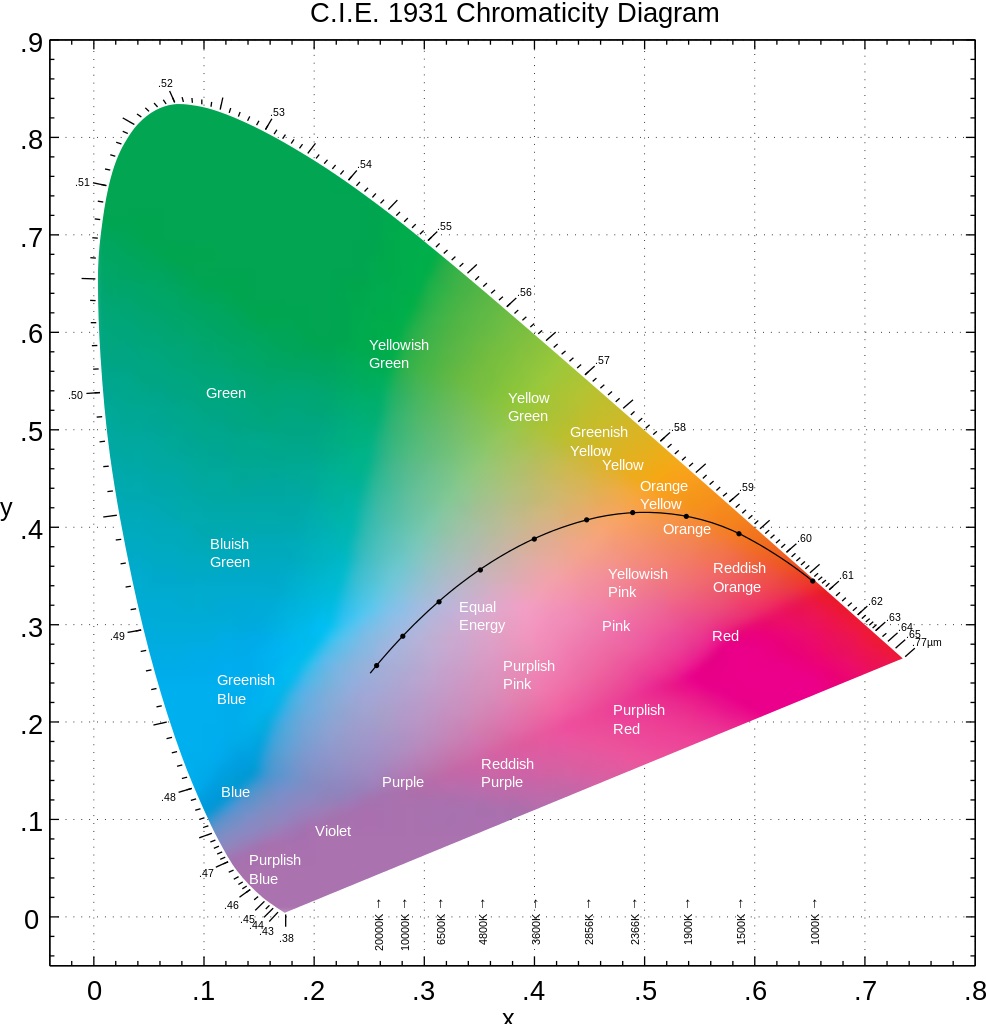 C.I.E. 1931 Chromaticity Diagram
.9
.52
.53
.8
.54
.51
.55
.7
.56
.6
Yellowish
Green
.57
.50
Green
Yellow
Green
.58
.5
Greenish
Yellow
Yellow
Orange
Yellow
.59
y
.4
Orange
.60
Bluish
Green
Yellowish
Pink
Reddish
Orange
.61
.62
Equal
Energy
.63
.3
.49
Pink
Red
.64
.65
.77µm
Greenish
Blue
Purplish
Pink
.2
Purplish
Red
.48
Blue
Purple
Reddish
Purple
.1
Violet
.47
Purplish
Blue
.46
.45
.44
.43
.38
0
20000K →
10000K →
6500K →
4800K →
3600K →
2856K →
2366K →
1900K →
1500K →
1000K →
0 .1 .2 .3 .4 .5 .6 .7 .8
x